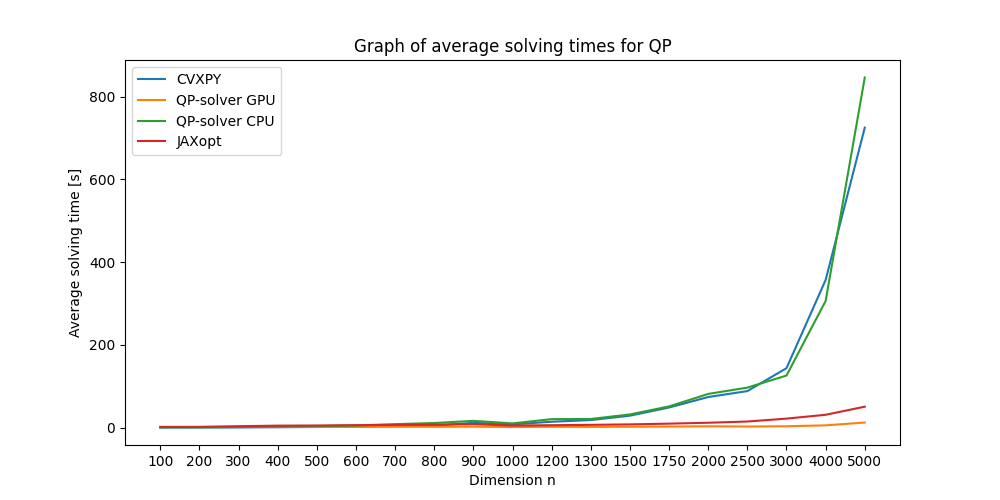 Graph of average solving times for QP
CVXPY
QP-solver GPU
QP-solver CPU
JAXopt
800
600
400
200
0
Average solving time [s]
100 200 300 400 500 600 700 800 900 1000 1200 1300 1500 1750 2000 2500 3000 4000 5000
Dimension n